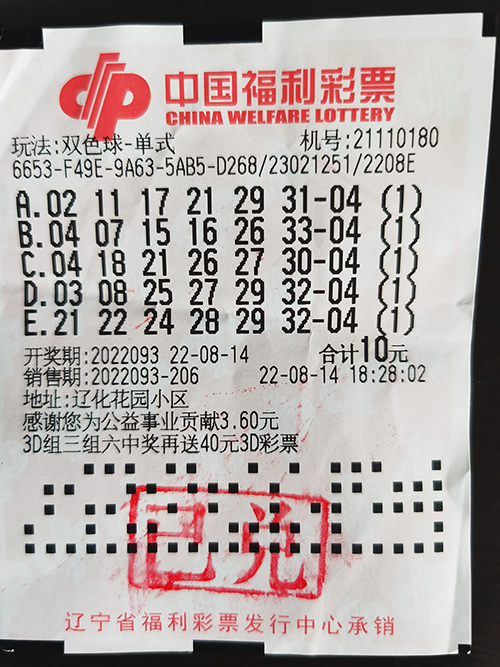 中国福利彩票
CHINA WELFARE LOTTERY
玩法:双色球-单式 机号:21110180
6653-F49E-9A63-5AB5-D268/23021251/2208E
A.02 11 17 21 29 31-04 (1)
B.04 07 15 16 26 33-04 (1)
C.04 18 21 26 27 30-04 (1)
D.03 08 25 27 29 32-04 (1)
E.21 22 24 28 29 32-04 (1)
开奖期:2022093 22-08-14 合计10元
销售期:2022093-206 22-08-14 18:28:02
地址:辽化花园小区
感谢您为公益事业贡献3.60元
3D组三组六中奖再送40元3D彩票
已兑
辽宁省福利彩票发行中心承销